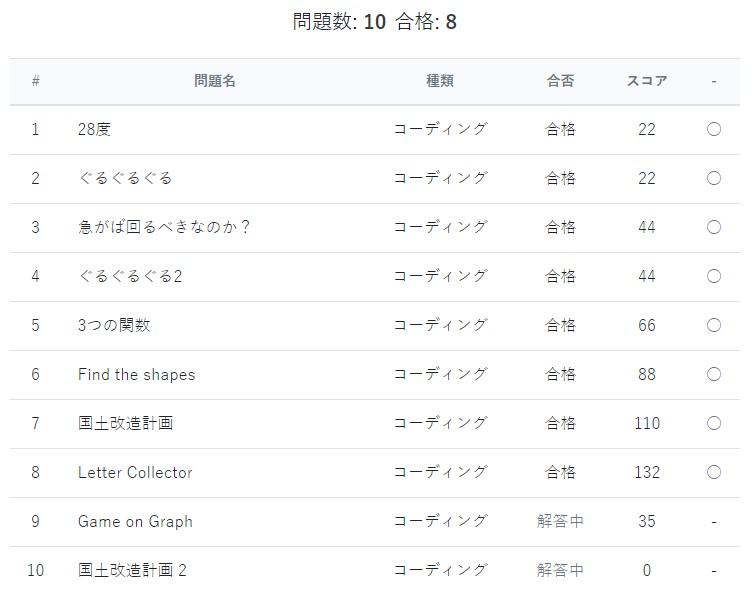 問題数: 10 合格: 8
# 問題名 種類 合否 スコア -
1 28度 コーディング 合格 22 ○
2 ぐるぐるぐる コーディング 合格 22 ○
3 急がば回るべきなのか？ コーディング 合格 44 ○
4 ぐるぐるぐる2 コーディング 合格 44 ○
5 3つの関数 コーディング 合格 66 ○
6 Find the shapes コーディング 合格 88 ○
7 国土改造計画 コーディング 合格 110 ○
8 Letter Collector コーディング 合格 132 ○
9 Game on Graph コーディング 解答中 35 -
10 国土改造計画 2 コーディング 解答中 0 -